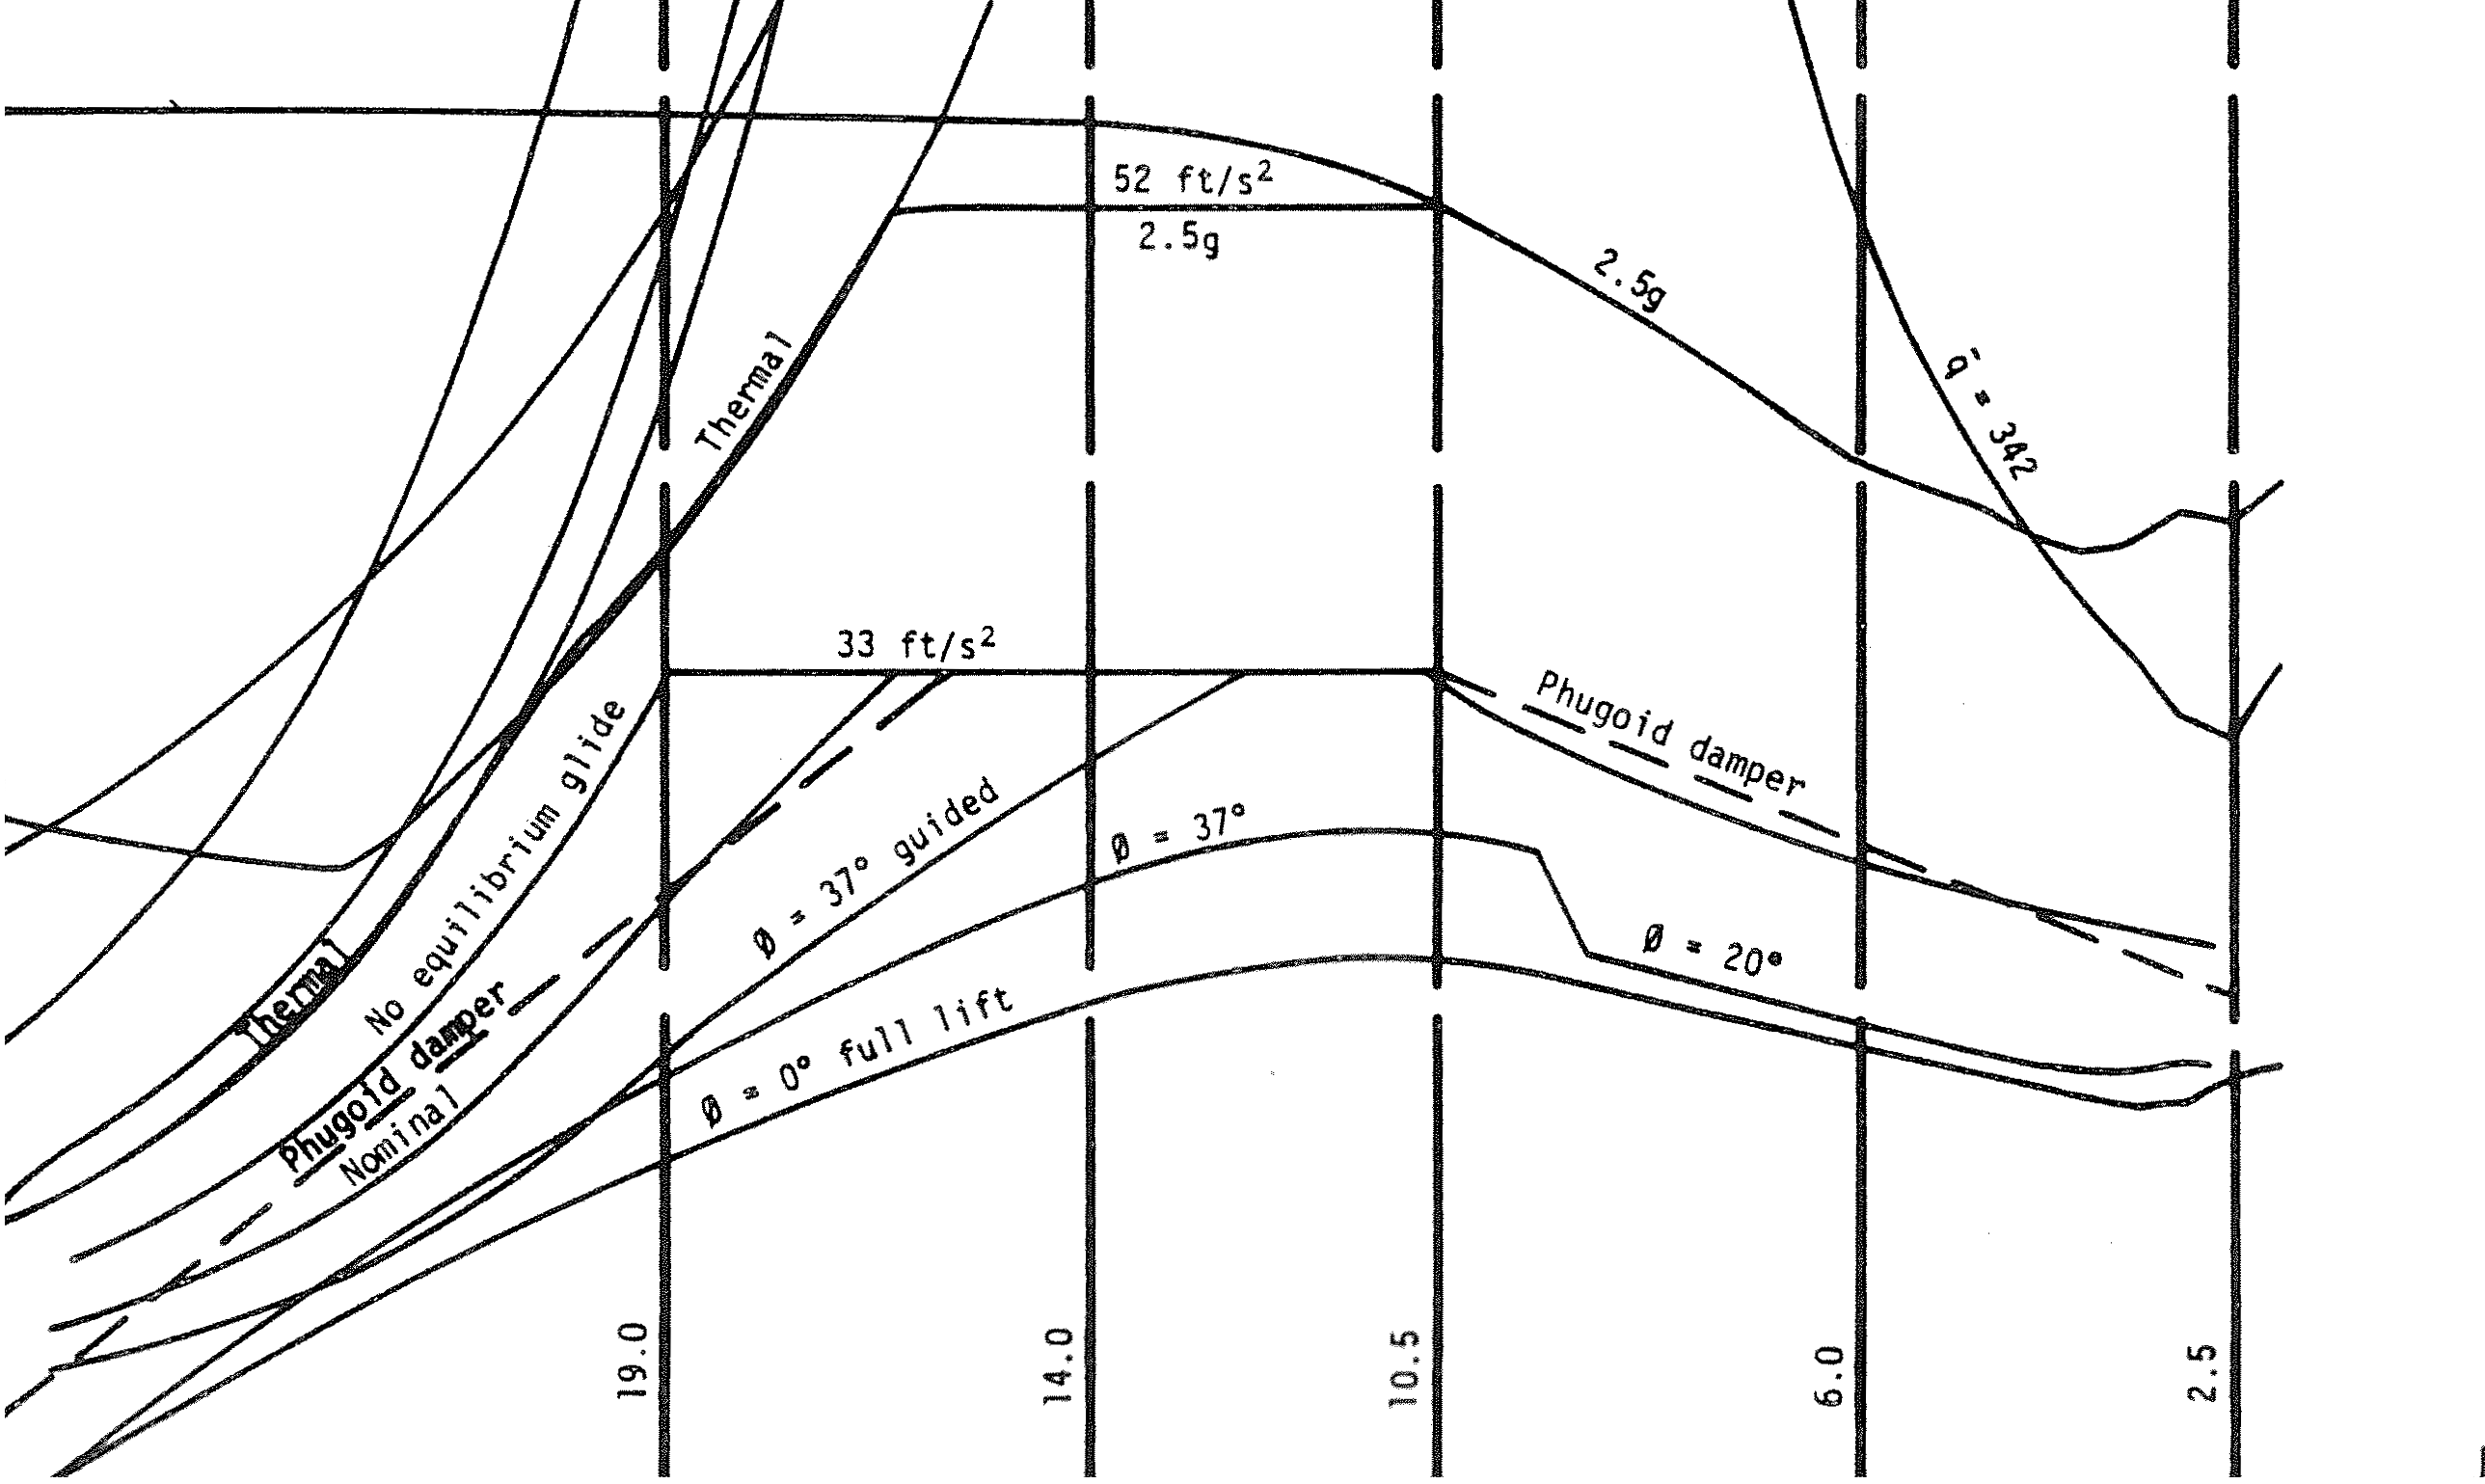 52 ft/s²
2.5g
2.5g
q̄ = 342
Thermal
33 ft/s²
Phugoid damper
No equilibrium glide
Ø = 37° guided
Ø = 37°
Ø = 20°
Thermal
Phugoid damper
Nominal
Ø = 0° full lift
19.0
14.0
10.5
6.0
2.5